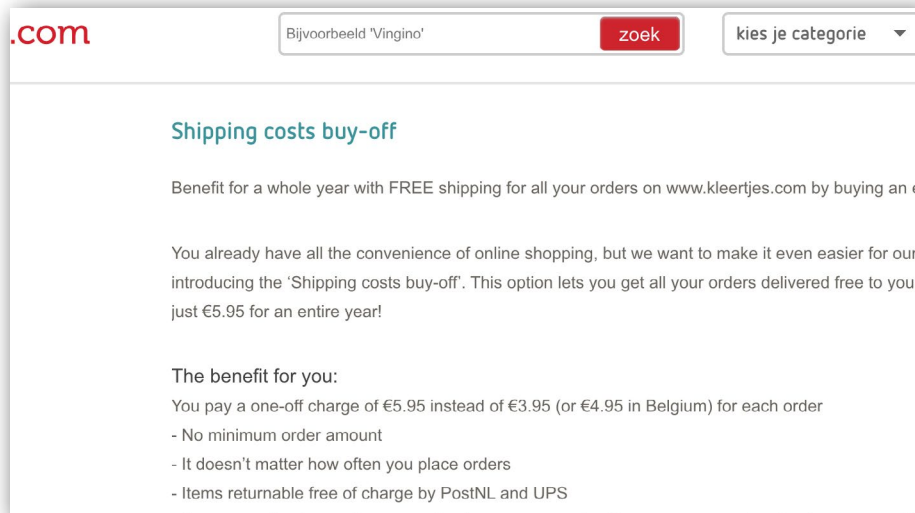 .com
Bijvoorbeeld 'Vingino'
zoek
kies je categorie
Shipping costs buy-off
Benefit for a whole year with FREE shipping for all your orders on www.kleertjes.com by buying an
You already have all the convenience of online shopping, but we want to make it even easier for our
introducing the ‘Shipping costs buy-off’. This option lets you get all your orders delivered free to you
just €5.95 for an entire year!
The benefit for you:
You pay a one-off charge of €5.95 instead of €3.95 (or €4.95 in Belgium) for each order
- No minimum order amount
- It doesn’t matter how often you place orders
- Items returnable free of charge by PostNL and UPS